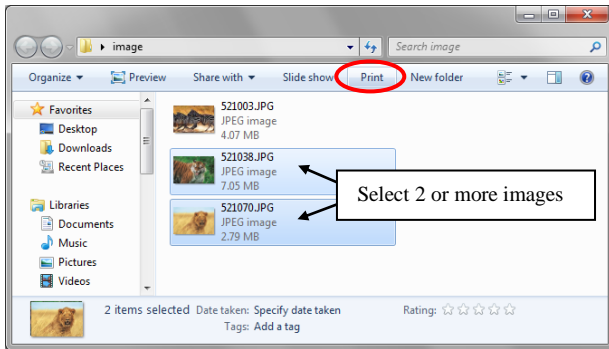 image
Search image
Organize Preview Share with Slide show Print New folder
Favorites
Desktop
Downloads
Recent Places
Libraries
Documents
Music
Pictures
Videos
521003.JPG
JPEG image
4.07 MB
521038.JPG
JPEG image
7.05 MB
521070.JPG
JPEG image
2.79 MB
Select 2 or more images
2 items selected Date taken: Specify date taken Rating:
Tags: Add a tag